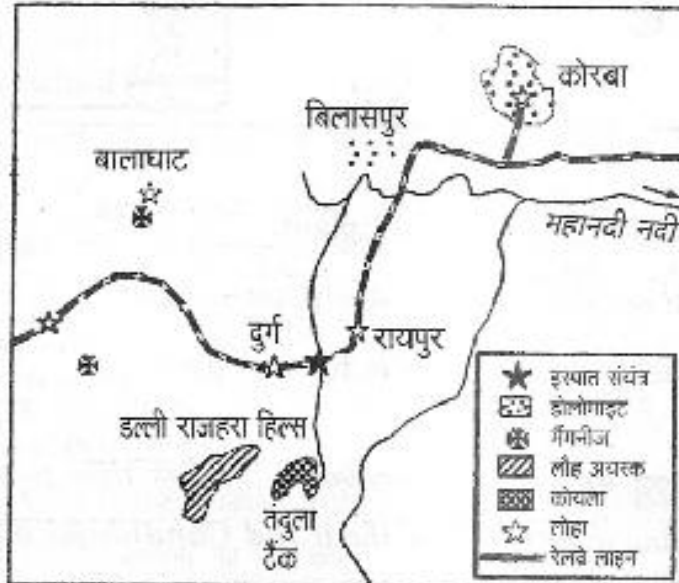 कोरबा
बिलासपुर
बालाघाट
महानदी नदी
दुर्ग
रायपुर
डल्ली राजहरा हिल्स
तंदुला
टैंक
इस्पात संयंत्र
डोलोमाइट
मैंगनीज
लौह अयस्क
कोयला
लोहा
रेलवे लाइन